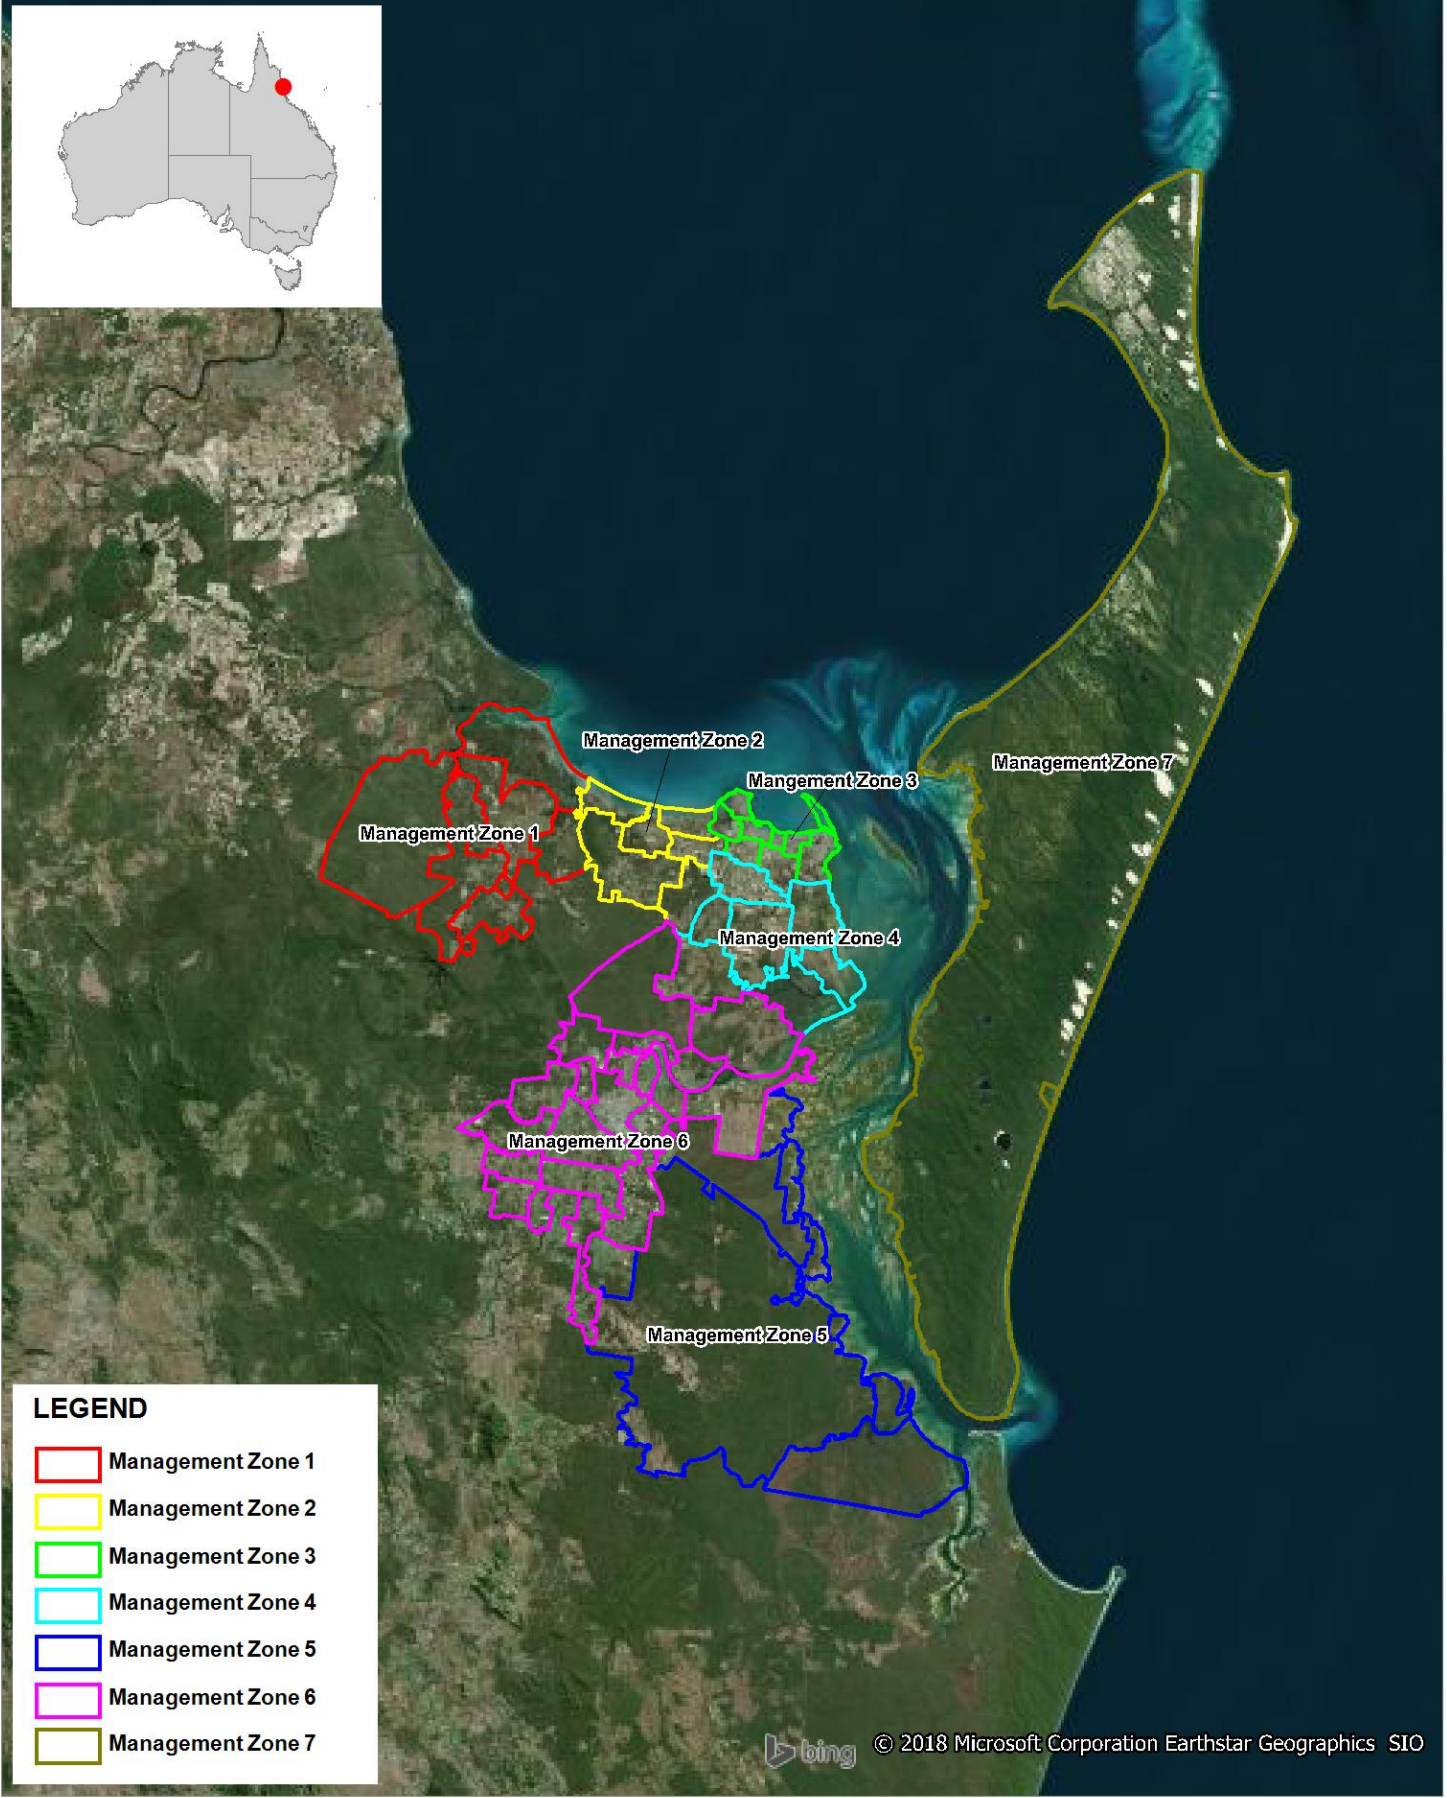 Management Zone 2
Mangement Zone 3
Management Zone 7
Management Zone 1
Management Zone 4
Management Zone 6
Management Zone 5
LEGEND
Management Zone 1
Management Zone 2
Management Zone 3
Management Zone 4
Management Zone 5
Management Zone 6
Management Zone 7
bing
© 2018 Microsoft Corporation Earthstar Geographics SIO